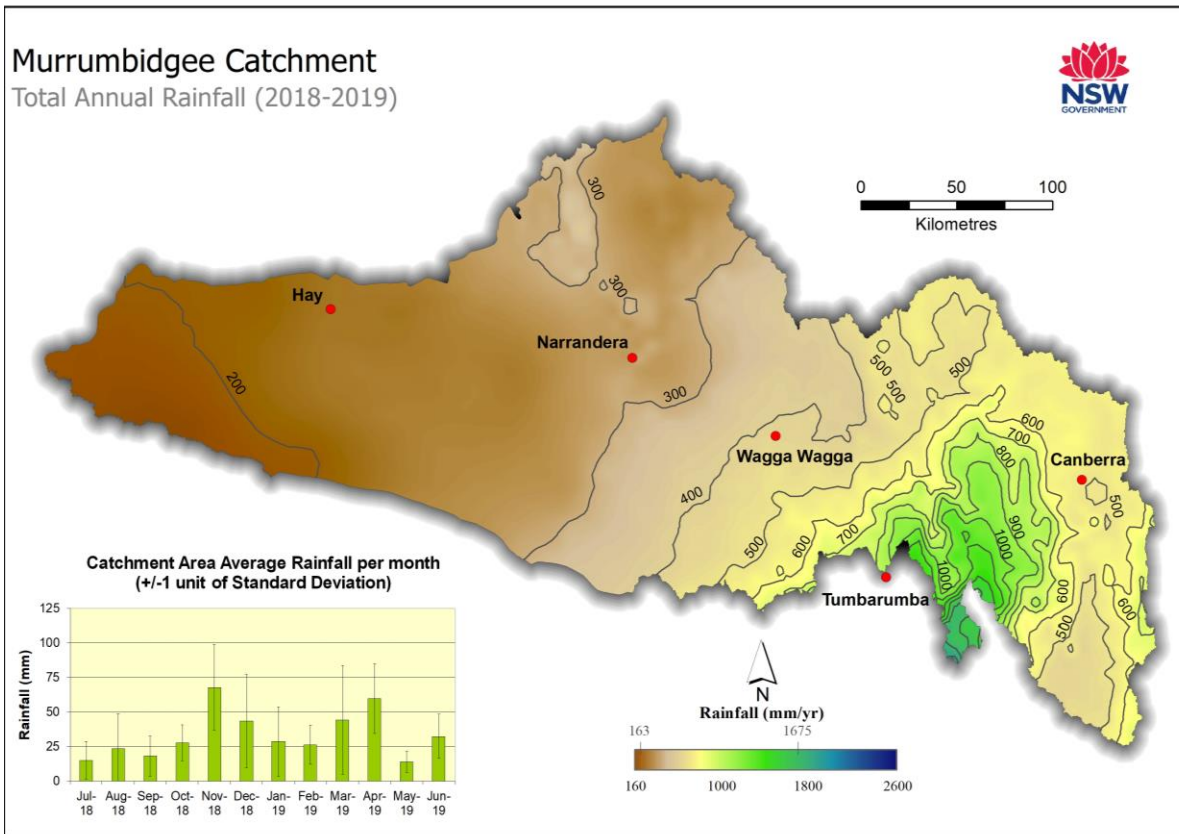 Murrumbidgee Catchment
Total Annual Rainfall (2018-2019)
NSW
GOVERNMENT
0 50 100
Kilometres
300
300
Hay
Narrandera
200
300
500
500
500
Wagga Wagga
400
600
700
800
Canberra
500
900
1000
700
500
600
1000
Tumbarumba
600
500
600
Catchment Area Average Rainfall per month
(+/-1 unit of Standard Deviation)
Rainfall (mm)
125
100
75
50
25
0
Jul-18
Aug-18
Sep-18
Oct-18
Nov-18
Dec-18
Jan-19
Feb-19
Mar-19
Apr-19
May-19
Jun-19
N
Rainfall (mm/yr)
163 1675
160 1000 1800 2600